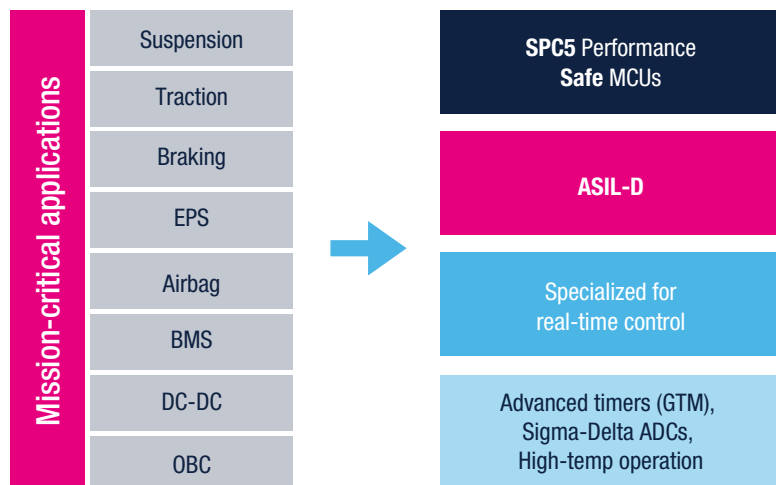 Mission-critical applications
Suspension
Traction
Braking
EPS
Airbag
BMS
DC-DC
OBC
SPC5 Performance
Safe MCUs
ASIL-D
Specialized for
real-time control
Advanced timers (GTM),
Sigma-Delta ADCs,
High-temp operation